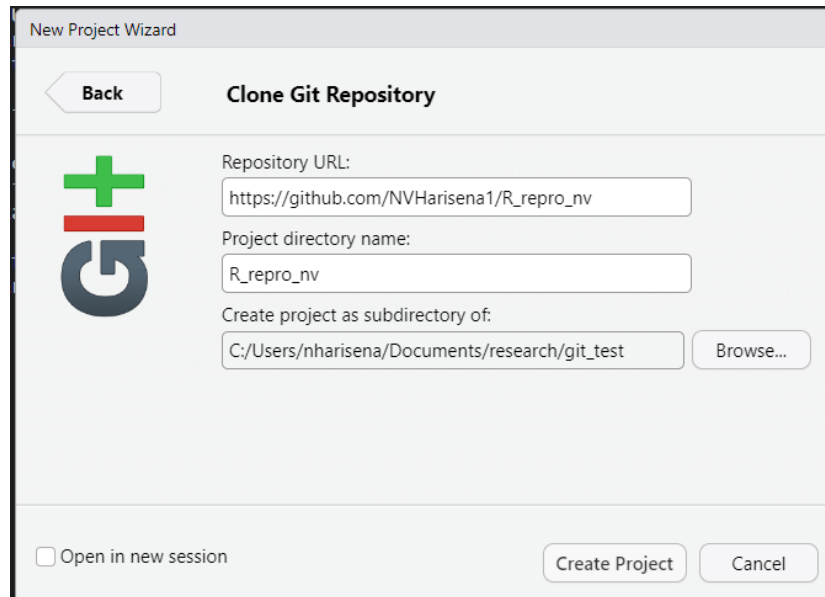 New Project Wizard
Back
Clone Git Repository
Repository URL:
https://github.com/NVHarisena1/R_repro_nv
Project directory name:
R_repro_nv
Create project as subdirectory of:
C:/Users/nharisena/Documents/research/git_test
Browse...
GIt
Open in new session
Create Project
Cancel